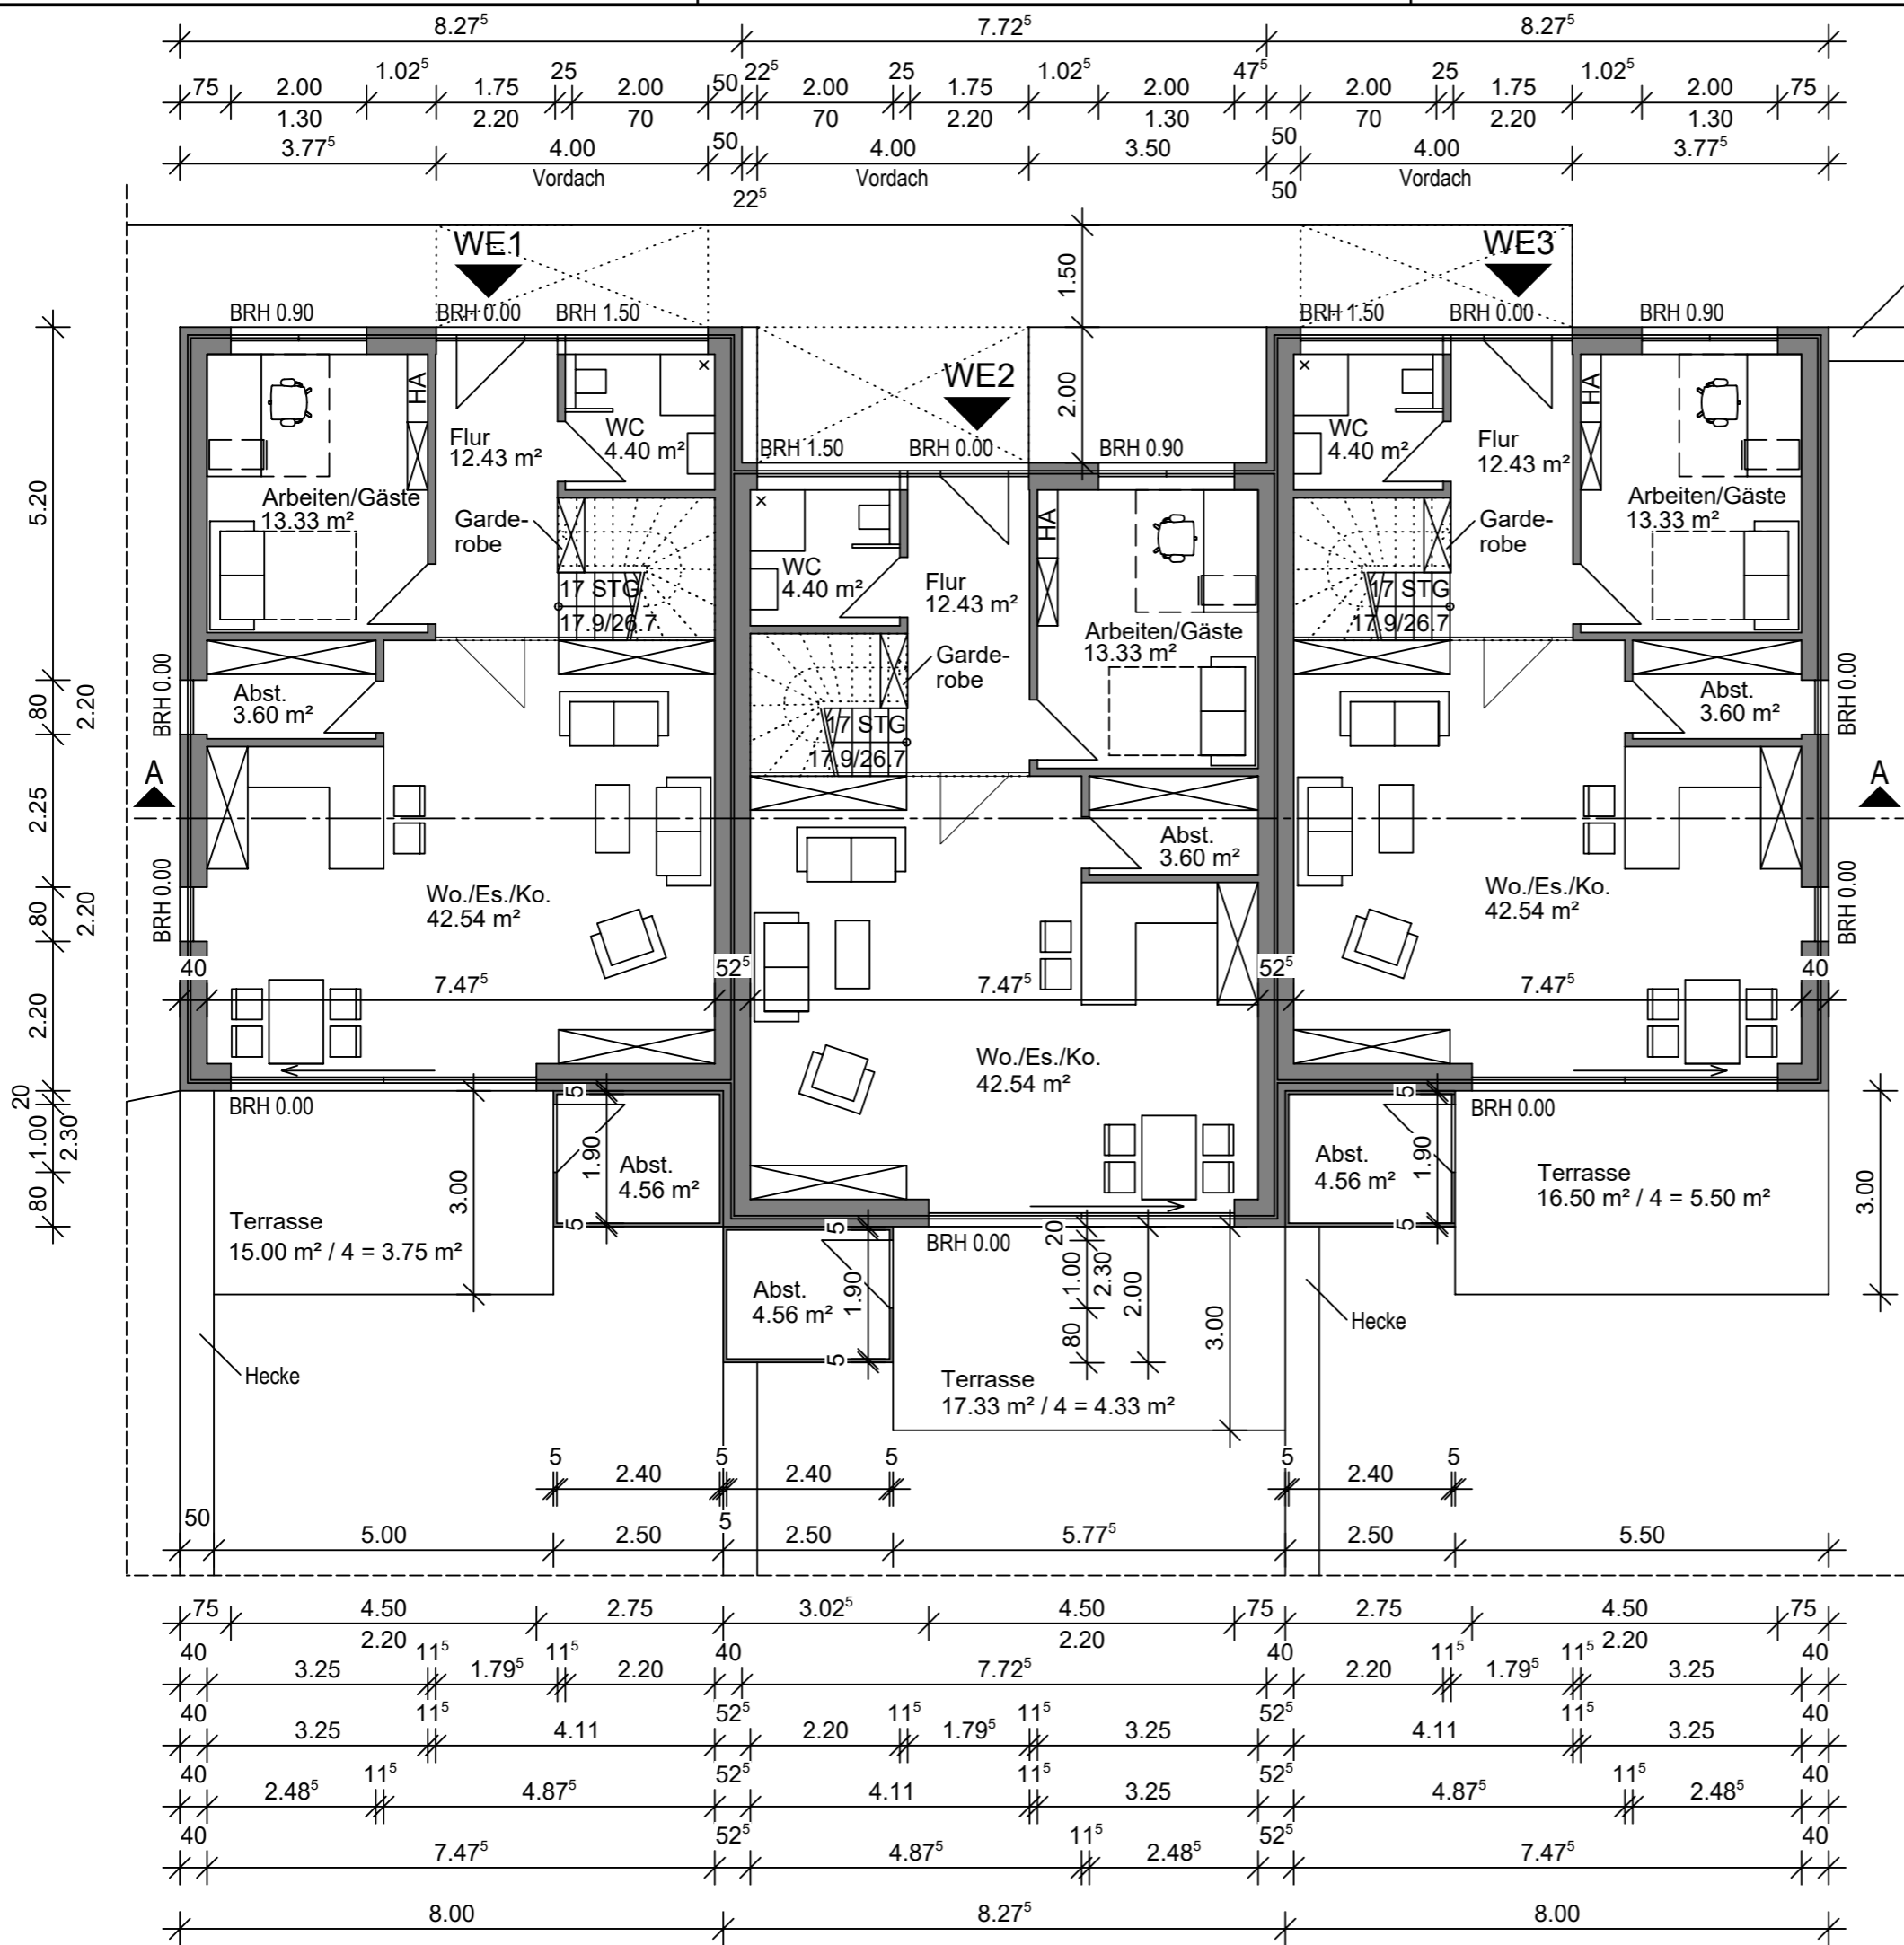 8.27⁵ 7.72⁵ 8.27⁵
75 2.00 1.02⁵ 1.75 25 2.00 50 22⁵ 2.00 25 1.75 1.02⁵ 2.00 47⁵ 2.00 25 1.75 1.02⁵ 2.00 75
1.30 2.20 70 70 2.20 1.30 70 2.20 1.30
3.77⁵ 4.00 50 4.00 3.50 50 4.00 3.77⁵
Vordach Vordach Vordach
22⁵ 50
WE1
WE3
1.50
BRH 0.90 BRH 0.00 BRH 1.50
BRH 1.50 BRH 0.00 BRH 0.90
WE2
2.00
BRH 1.50 BRH 0.00 BRH 0.90
HA
Flur
12.43 m²
WC
4.40 m²
Arbeiten/Gäste
13.33 m²
Garde-
robe
17 STG
17.9/26.7
WC
4.40 m²
Flur
12.43 m²
HA
Arbeiten/Gäste
13.33 m²
Garde-
robe
17 STG
17.9/26.7
WC
4.40 m²
Flur
12.43 m²
HA
Arbeiten/Gäste
13.33 m²
Garde-
robe
17 STG
17.9/26.7
5.20
80
2.20
2.25
80
2.20
2.20
20
1.00
2.30
80
BRH 0.00
BRH 0.00
Abst.
3.60 m²
Abst.
3.60 m²
Abst.
3.60 m²
BRH 0.00
BRH 0.00
A
A
Wo./Es./Ko.
42.54 m²
Wo./Es./Ko.
42.54 m²
Wo./Es./Ko.
42.54 m²
40 7.47⁵ 52⁵ 7.47⁵ 52⁵ 7.47⁵ 40
BRH 0.00
BRH 0.00
BRH 0.00
5
1.90
5
Abst.
4.56 m²
3.00
Terrasse
15.00 m² / 4 = 3.75 m²
5
1.90
5
Abst.
4.56 m²
20
1.00
2.30
80
2.00
3.00
Terrasse
17.33 m² / 4 = 4.33 m²
5
1.90
5
Abst.
4.56 m²
Terrasse
16.50 m² / 4 = 5.50 m²
3.00
Hecke
Hecke
5 2.40 5 2.40 5 5 2.40 5
5
50 5.00 2.50 2.50 5.77⁵ 2.50 5.50
75 4.50 2.75 3.02⁵ 4.50 75 2.75 4.50 75
2.20 2.20 2.20
40 3.25 11⁵ 1.79⁵ 11⁵ 2.20 40 7.72⁵ 40 2.20 11⁵ 1.79⁵ 11⁵ 3.25 40
40 3.25 11⁵ 4.11 52⁵ 2.20 11⁵ 1.79⁵ 11⁵ 3.25 52⁵ 4.11 11⁵ 3.25 40
40 2.48⁵ 11⁵ 4.87⁵ 52⁵ 4.11 11⁵ 3.25 52⁵ 4.87⁵ 11⁵ 2.48⁵ 40
40 7.47⁵ 52⁵ 4.87⁵ 11⁵ 2.48⁵ 52⁵ 7.47⁵ 40
8.00 8.27⁵ 8.00